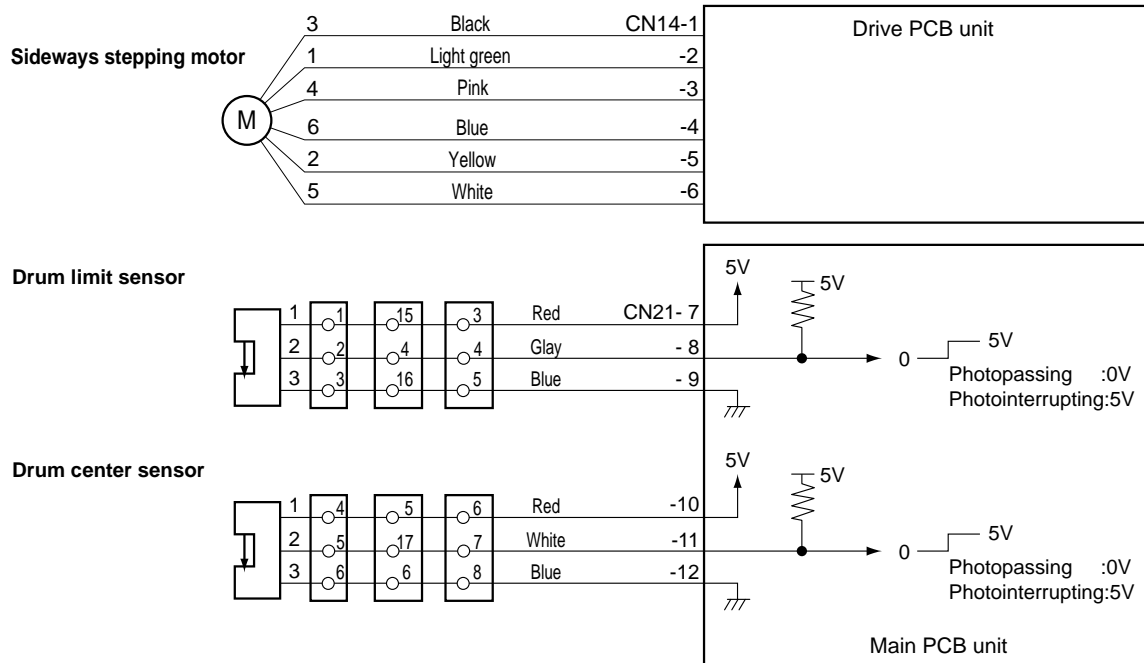 3 Black CN14-1 Drive PCB unit
Sideways stepping motor 1 Light green -2
4 Pink -3
M
6 Blue -4
2 Yellow -5
5 White -6
Drum limit sensor
5V 5V
1 1 15 3 Red CN21- 7
2 2 4 4 Glay - 8 0 5V
3 3 16 5 Blue - 9
Photopassing :0V
Photointerrupting:5V
Drum center sensor
5V 5V
1 4 5 6 Red -10
2 5 17 7 White -11 0 5V
3 6 6 8 Blue -12
Photopassing :0V
Photointerrupting:5V
Main PCB unit